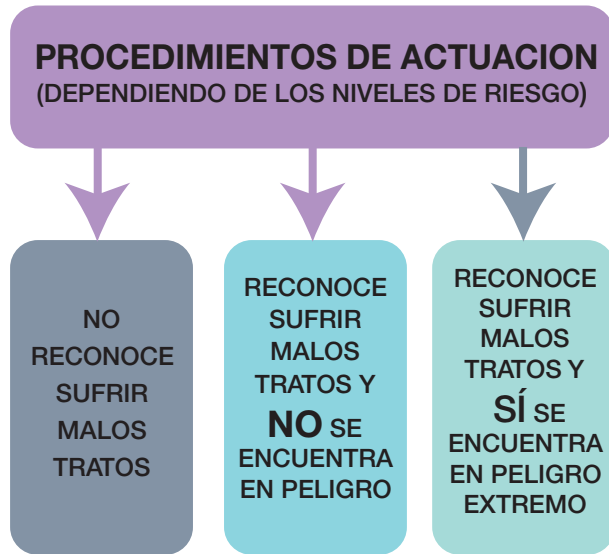 PROCEDIMIENTOS DE ACTUACION
(DEPENDIENDO DE LOS NIVELES DE RIESGO)
NO
RECONOCE
SUFRIR
MALOS
TRATOS
RECONOCE
SUFRIR
MALOS
TRATOS Y
NO SE
ENCUENTRA
EN PELIGRO
RECONOCE
SUFRIR
MALOS
TRATOS Y
SÍ SE
ENCUENTRA
EN PELIGRO
EXTREMO